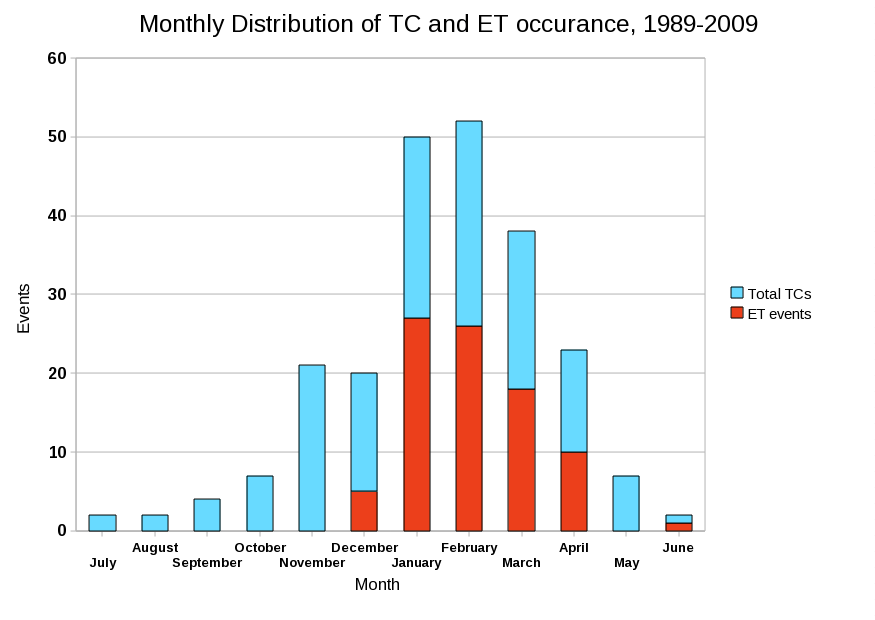 Monthly Distribution of TC and ET occurance, 1989-2009
60
50
40
30
20
10
0
Events
Total TCs
ET events
July
August
September
October
November
December
January
February
March
April
May
June
Month